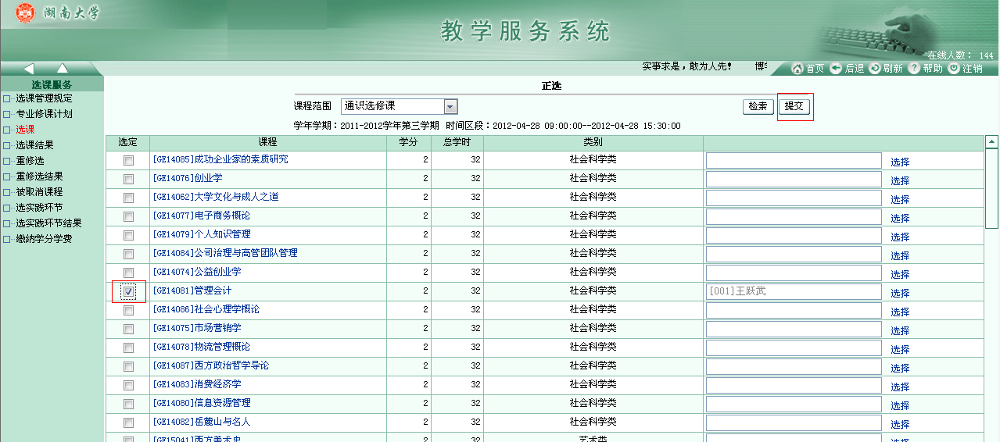 湖南大学
教学服务系统
在线人数： 144
实事求是，敢为人先！ 博
首页 后退 刷新 帮助 注销
选课服务
选课管理规定
专业修课计划
选课
选课结果
重修选
重修选结果
被取消课程
选实践环节
选实践环节结果
缴纳学分学费
正选
课程范围 通识选修课 检索 提交
学年学期：2011-2012学年第三学期 时间区段：2012-04-28 09:00:00--2012-04-28 15:30:00
选定 课程 学分 总学时 类别
[GE14085]成功企业家的素质研究 2 32 社会科学类 选择
[GE14076]创业学 2 32 社会科学类 选择
[GE14062]大学文化与成人之道 2 32 社会科学类 选择
[GE14077]电子商务概论 2 32 社会科学类 选择
[GE14079]个人知识管理 2 32 社会科学类 选择
[GE14084]公司治理与高管团队管理 2 32 社会科学类 选择
[GE14074]公益创业学 2 32 社会科学类 选择
[GE14081]管理会计 2 32 社会科学类 [001]王跃武 选择
[GE14086]社会心理学概论 2 32 社会科学类 选择
[GE14075]市场营销学 2 32 社会科学类 选择
[GE14078]物流管理概论 2 32 社会科学类 选择
[GE14087]西方政治哲学导论 2 32 社会科学类 选择
[GE14083]消费经济学 2 32 社会科学类 选择
[GE14080]信息资源管理 2 32 社会科学类 选择
[GE14082]岳麓山与名人 2 32 社会科学类 选择
[GE15041]西方美术史 2 32 艺术类 选择